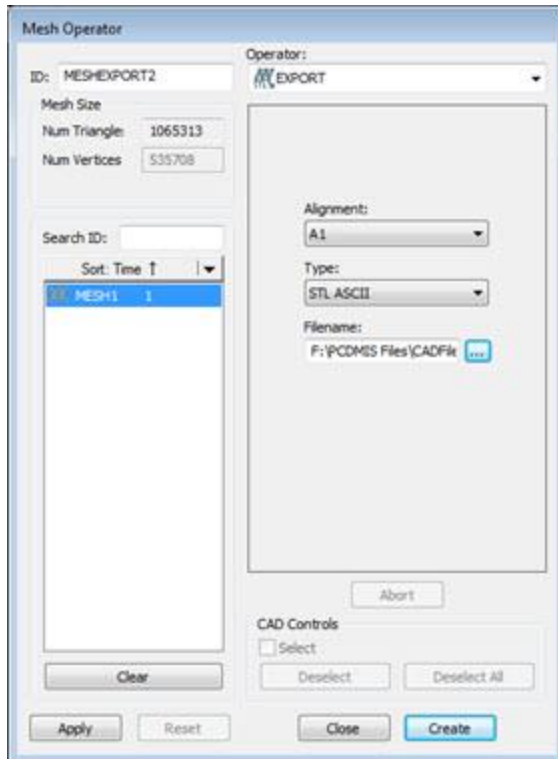 Mesh Operator
ID: MESHEXPORT2
Operator:
EXPORT
Mesh Size
Num Triangle: 1065313
Num Vertices 535708
Search ID:
Sort: Time ↑
MESH1 1
Alignment:
A1
Type:
STL ASCII
Filename:
F:\PCDMIS Files\CADFile
...
Abort
CAD Controls
Select
Deselect Deselect All
Clear
Apply Reset Close Create